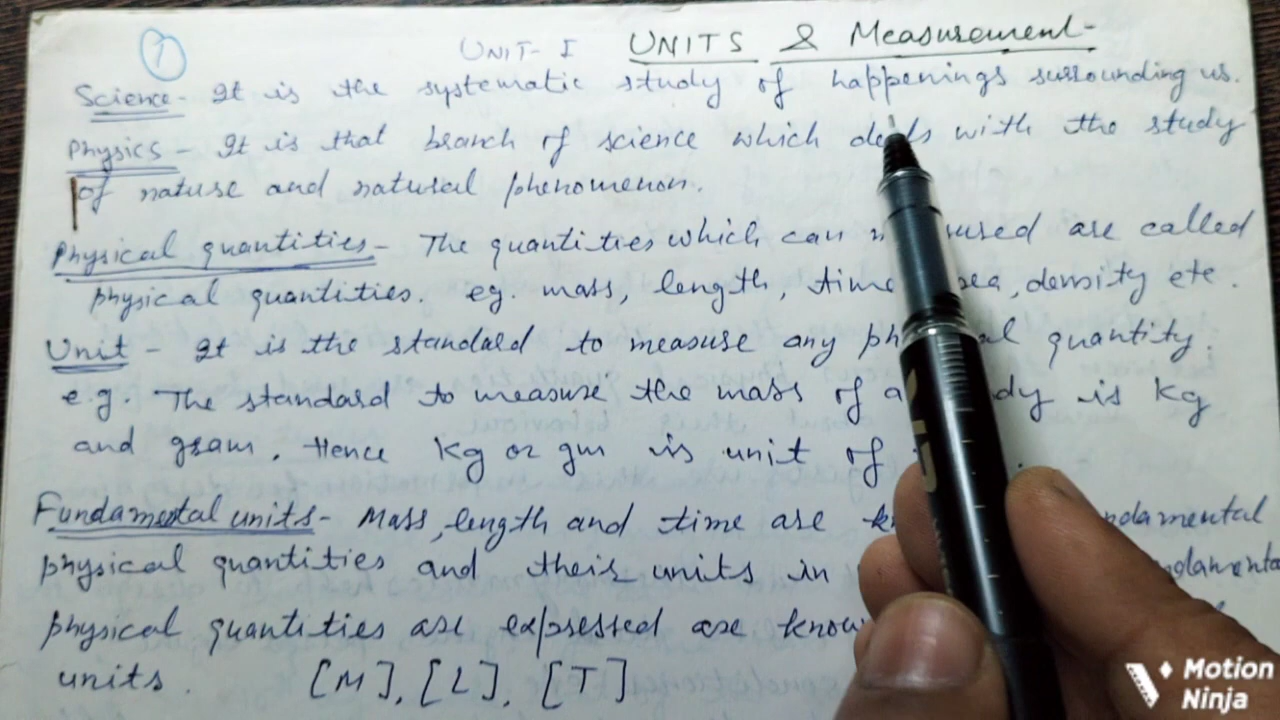 1
UNIT- I UNITS & Measurement-
Science- It is the systematic study of happenings surrounding us.
Physics - It is that branch of science which deals with the study
of nature and natural phenomenon.
Physical quantities- The quantities which can called
physical quantities. eg. mass, length, time density etc.
Unit - It is the standard to measure any quantity.
e.g. The standard to measure the mass of a is Kg
and gram. Hence Kg or gm is unit of
Fundamental units- Mass, length and time are
physical quantities and their units in
physical quantities are expressed are
units. [M], [L], [T]
Motion
Ninja